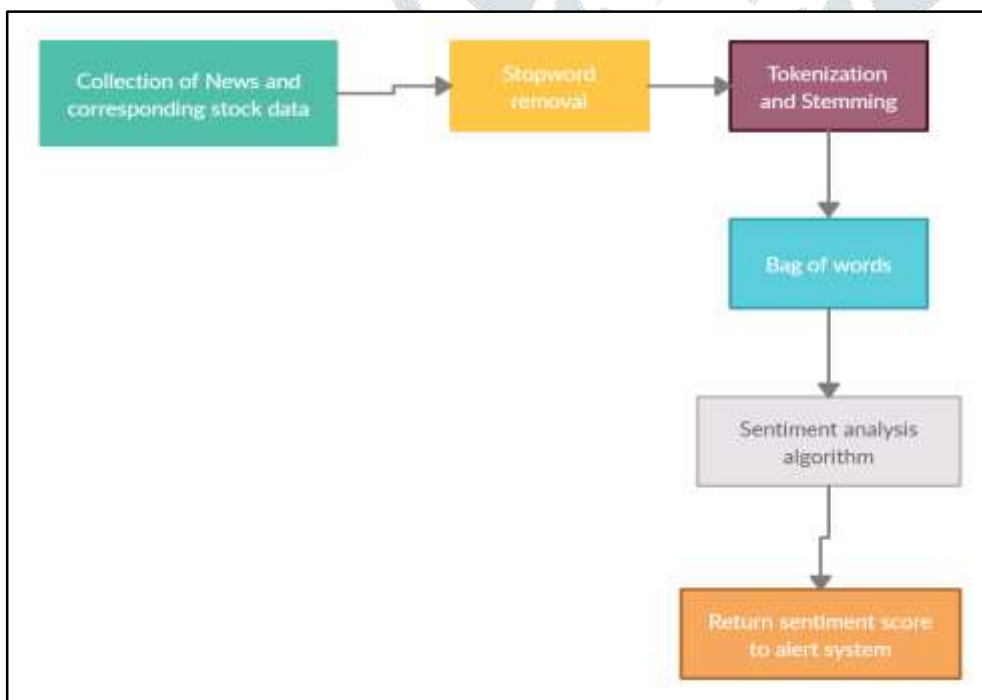 Collection of News and
corresponding stock data
Stopword
removal
Tokenization
and Stemming
Bag of words
Sentiment analysis
algorithm
Return sentiment score
to alert system